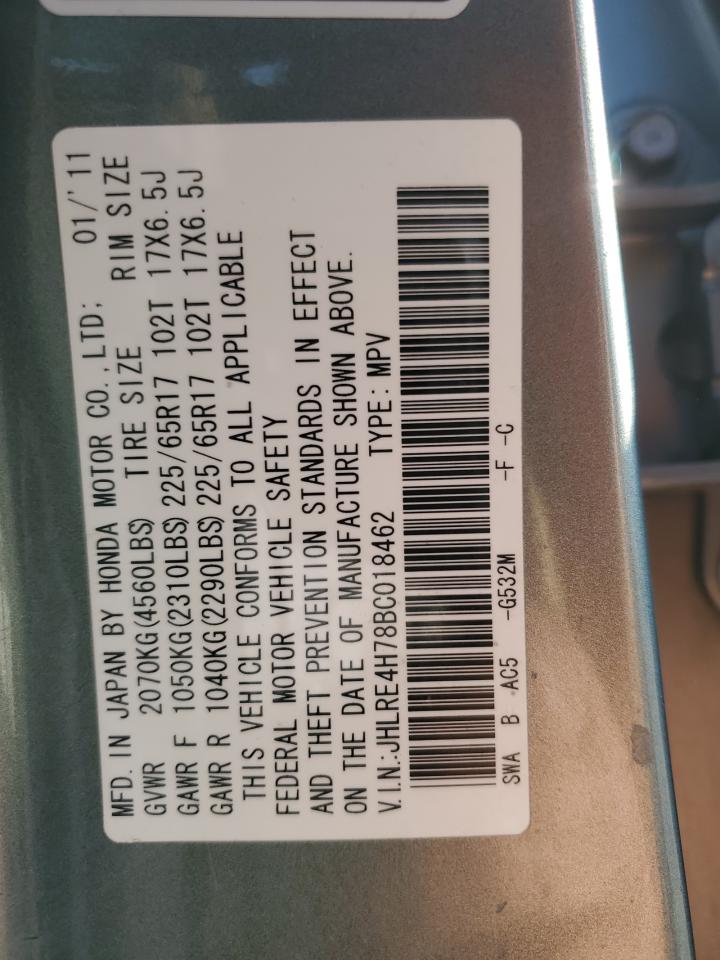 MFD. IN JAPAN BY HONDA MOTOR CO., LTD; 01/'11
GVWR 2070KG(4560LBS) TIRE SIZE RIM SIZE
GAWR F 1050KG(2310LBS) 225/65R17 102T 17X6.5J
GAWR R 1040KG(2290LBS) 225/65R17 102T 17X6.5J
THIS VEHICLE CONFORMS TO ALL APPLICABLE
FEDERAL MOTOR VEHICLE SAFETY
AND THEFT PREVENTION STANDARDS IN EFFECT
ON THE DATE OF MANUFACTURE SHOWN ABOVE.
V.I.N.:JHLRE4H78BC018462 TYPE: MPV
SWA B AC5 -G532M -F -C